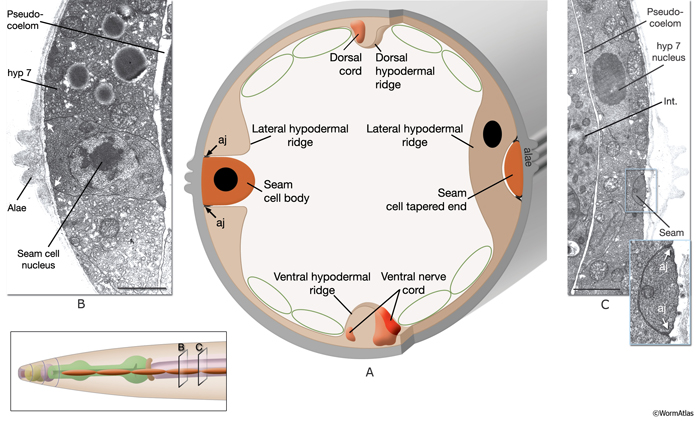 Pseudo-
coelom
hyp 7
Alae
Seam cell
nucleus
B
Dorsal
cord
Dorsal
hypodermal
ridge
aj
Lateral hypodermal
ridge
Lateral hypodermal
ridge
alae
Seam
cell body
Seam
cell tapered end
aj
Ventral hypodermal
ridge
Ventral nerve
cord
A
Pseudo-
coelom
hyp 7
nucleus
Int.
Seam
aj
aj
C
B C
©WormAtlas